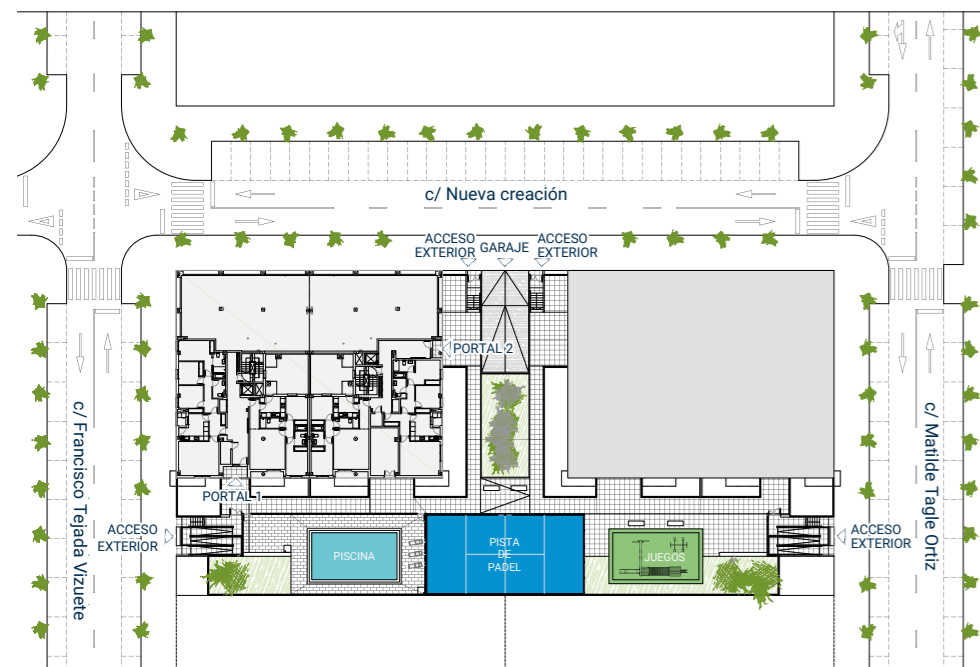 c/ Nueva creación
ACCESO
EXTERIOR
GARAJE
ACCESO
EXTERIOR
PORTAL 2
c/ Francisco Tejada Vizuete
c/ Matilde Tagle Ortiz
PORTAL 1
ACCESO
EXTERIOR
PISCINA
PISTA
DE
PADEL
JUEGOS
ACCESO
EXTERIOR